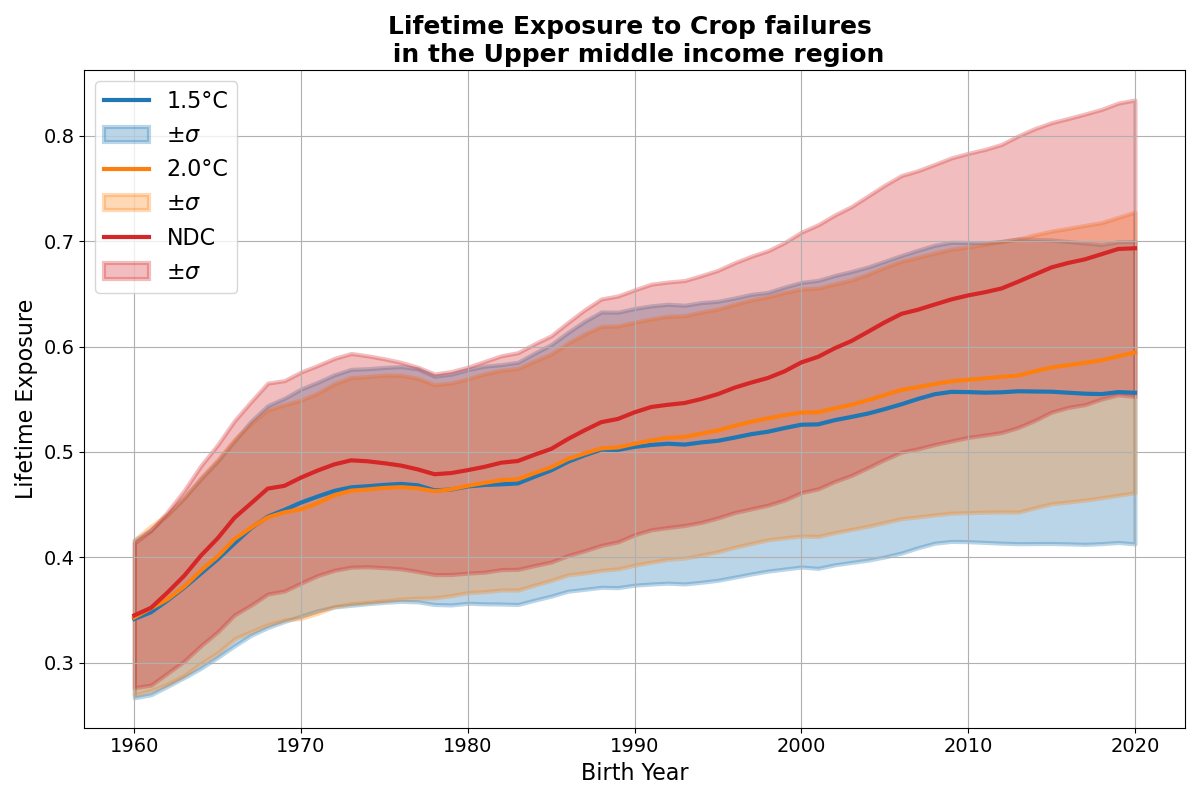 Lifetime Exposure to Crop failures
in the Upper middle income region
1.5°C
±σ
2.0°C
±σ
NDC
±σ
Lifetime Exposure
0.8
0.7
0.6
0.5
0.4
0.3
1960 1970 1980 1990 2000 2010 2020
Birth Year